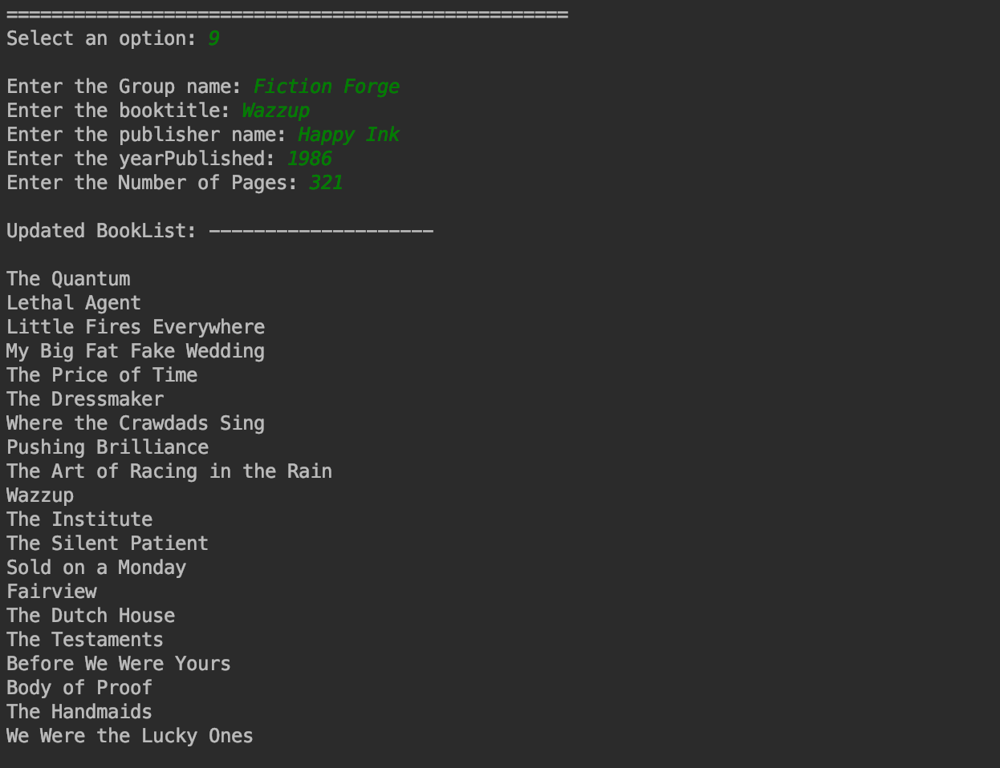 ==================================================
Select an option: 9
Enter the Group name: Fiction Forge
Enter the booktitle: Wazzup
Enter the publisher name: Happy Ink
Enter the yearPublished: 1986
Enter the Number of Pages: 321
Updated BookList: --------------------
The Quantum
Lethal Agent
Little Fires Everywhere
My Big Fat Fake Wedding
The Price of Time
The Dressmaker
Where the Crawdads Sing
Pushing Brilliance
The Art of Racing in the Rain
Wazzup
The Institute
The Silent Patient
Sold on a Monday
Fairview
The Dutch House
The Testaments
Before We Were Yours
Body of Proof
The Handmaids
We Were the Lucky Ones